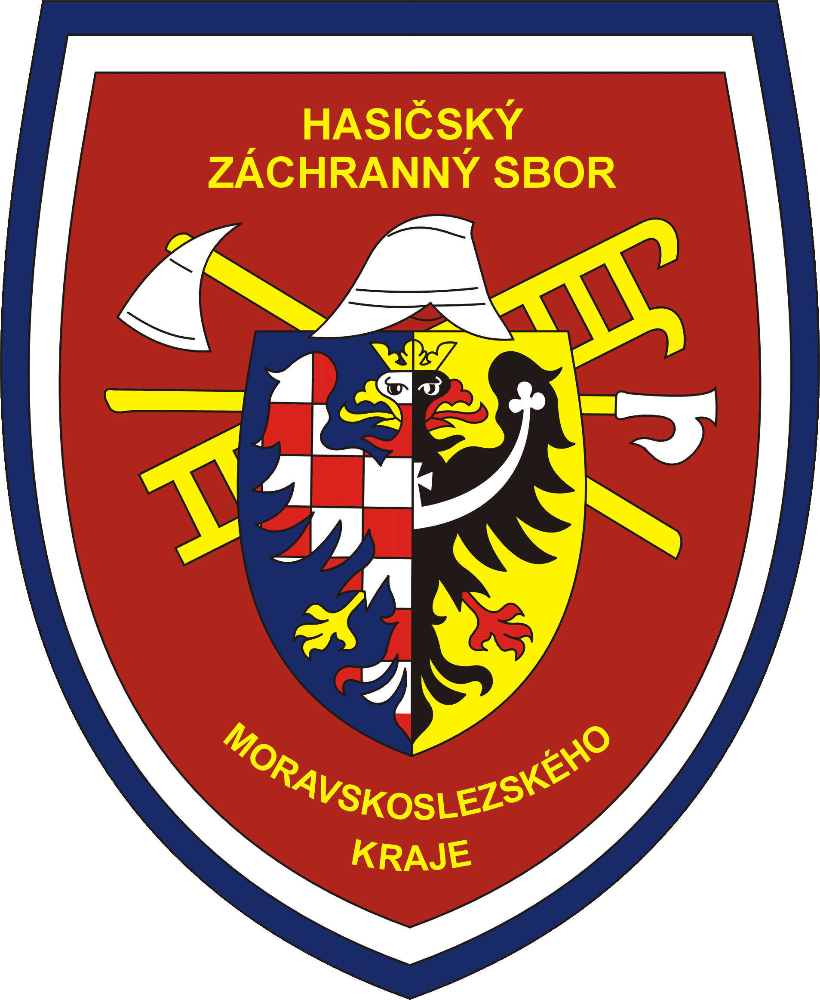 HASIČSKÝ
ZÁCHRANNÝ SBOR
MORAVSKOSLEZSKÉHO
KRAJE